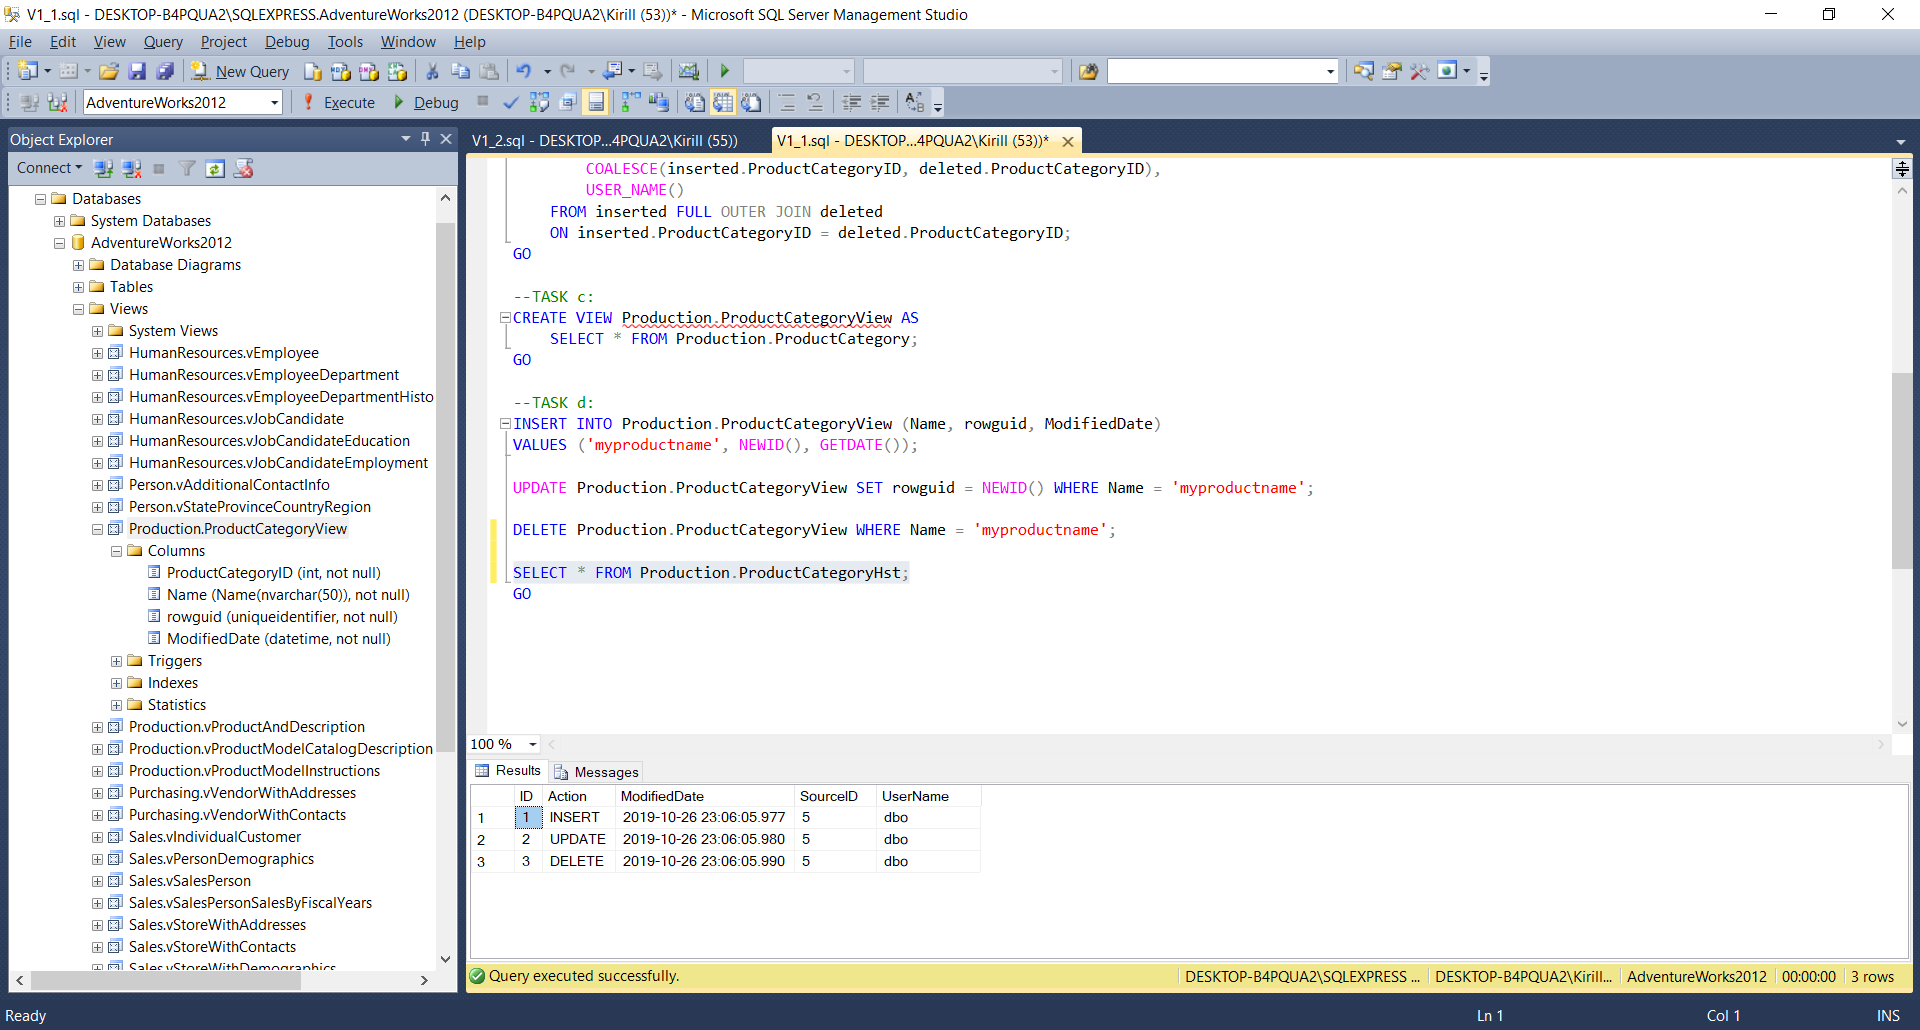 V1_1.sql - DESKTOP-B4PQUA2\SQLEXPRESS.AdventureWorks2012 (DESKTOP-B4PQUA2\Kirill (53))* - Microsoft SQL Server Management Studio
File Edit View Query Project Debug Tools Window Help
New Query
AdventureWorks2012 Execute Debug
Object Explorer
Connect
Databases
System Databases
AdventureWorks2012
Database Diagrams
Tables
Views
System Views
HumanResources.vEmployee
HumanResources.vEmployeeDepartment
HumanResources.vEmployeeDepartmentHisto
HumanResources.vJobCandidate
HumanResources.vJobCandidateEducation
HumanResources.vJobCandidateEmployment
Person.vAdditionalContactInfo
Person.vStateProvinceCountryRegion
Production.ProductCategoryView
Columns
ProductCategoryID (int, not null)
Name (Name(nvarchar(50)), not null)
rowguid (uniqueidentifier, not null)
ModifiedDate (datetime, not null)
Triggers
Indexes
Statistics
Production.vProductAndDescription
Production.vProductModelCatalogDescription
Production.vProductModelInstructions
Purchasing.vVendorWithAddresses
Purchasing.vVendorWithContacts
Sales.vIndividualCustomer
Sales.vPersonDemographics
Sales.vSalesPerson
Sales.vSalesPersonSalesByFiscalYears
Sales.vStoreWithAddresses
Sales.vStoreWithContacts
Sales.vStoreWithDemographics
V1_2.sql - DESKTOP...4PQUA2\Kirill (55)) V1_1.sql - DESKTOP...4PQUA2\Kirill (53))*
COALESCE(inserted.ProductCategoryID, deleted.ProductCategoryID),
USER_NAME()
FROM inserted FULL OUTER JOIN deleted
ON inserted.ProductCategoryID = deleted.ProductCategoryID;
GO
--TASK c:
CREATE VIEW Production.ProductCategoryView AS
SELECT * FROM Production.ProductCategory;
GO
--TASK d:
INSERT INTO Production.ProductCategoryView (Name, rowguid, ModifiedDate)
VALUES ('myproductname', NEWID(), GETDATE());
UPDATE Production.ProductCategoryView SET rowguid = NEWID() WHERE Name = 'myproductname';
DELETE Production.ProductCategoryView WHERE Name = 'myproductname';
SELECT * FROM Production.ProductCategoryHst;
GO
100 %
Results Messages
ID Action ModifiedDate SourceID UserName
1 1 INSERT 2019-10-26 23:06:05.977 5 dbo
2 2 UPDATE 2019-10-26 23:06:05.980 5 dbo
3 3 DELETE 2019-10-26 23:06:05.990 5 dbo
Query executed successfully. DESKTOP-B4PQUA2\SQLEXPRESS ... DESKTOP-B4PQUA2\Kirill... AdventureWorks2012 00:00:00 3 rows
Ready Ln 1 Col 1 INS